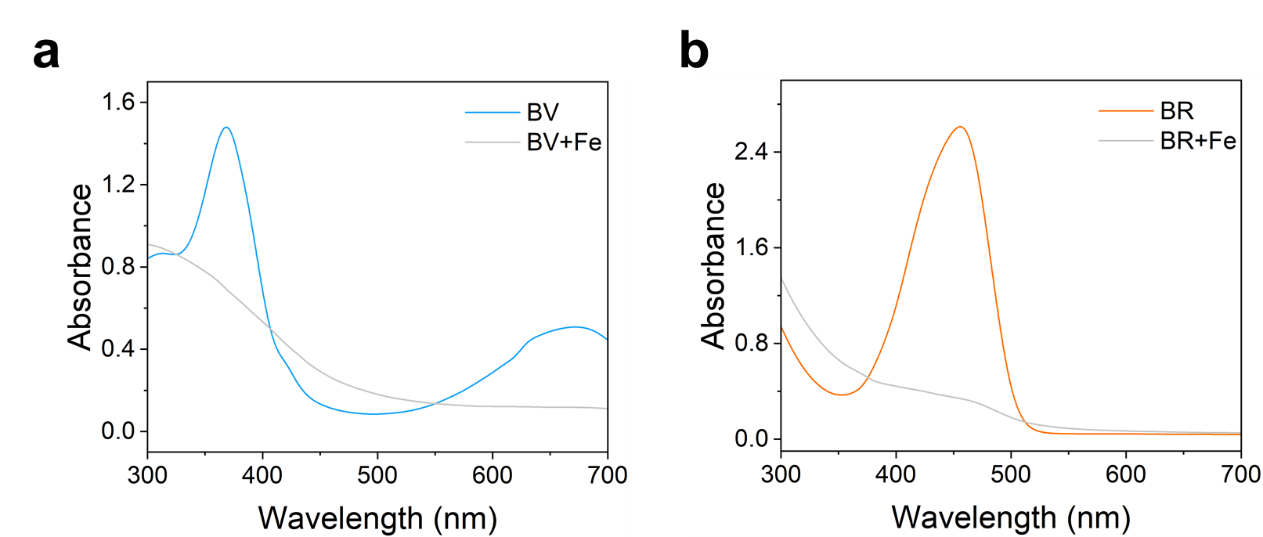 a
BV
BV+Fe
1.6
1.2
0.8
0.4
0.0
300 400 500 600 700
Absorbance
Wavelength (nm)
b
BR
BR+Fe
2.4
1.6
0.8
0.0
300 400 500 600 700
Absorbance
Wavelength (nm)